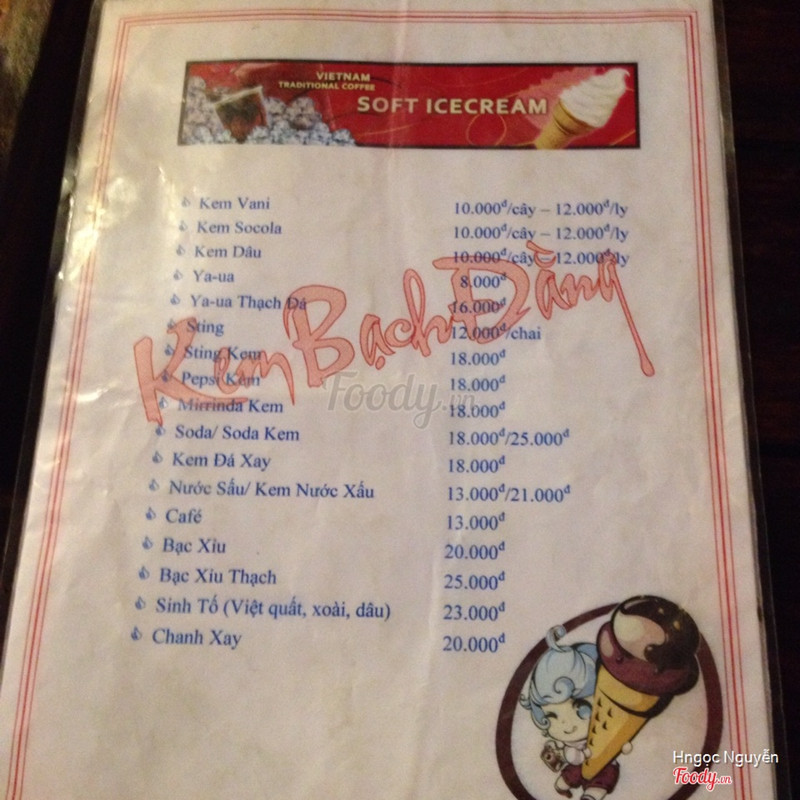 VIETNAM
TRADITIONAL COFFEE
SOFT ICECREAM
Kem Vani 10.000đ/cây – 12.000đ/ly
Kem Socola 10.000đ/cây – 12.000đ/ly
Kem Dâu 10.000đ/cây – 12.000đ/ly
Ya-ua 8.000đ
Ya-ua Thạch Đá 16.000đ
Sting 12.000đ/chai
Sting Kem 18.000đ
Pepsi Kem 18.000đ
Mirrinda Kem 18.000đ
Soda/ Soda Kem 18.000đ/25.000đ
Kem Đá Xay 18.000đ
Nước Sấu/ Kem Nước Xấu 13.000đ/21.000đ
Café 13.000đ
Bạc Xỉu 20.000đ
Bạc Xỉu Thạch 25.000đ
Sinh Tố (Việt quất, xoài, dâu) 23.000đ
Chanh Xay 20.000đ
Kem Bạch Đằng
Foody.vn
Hngọc Nguyễn
Foody.vn